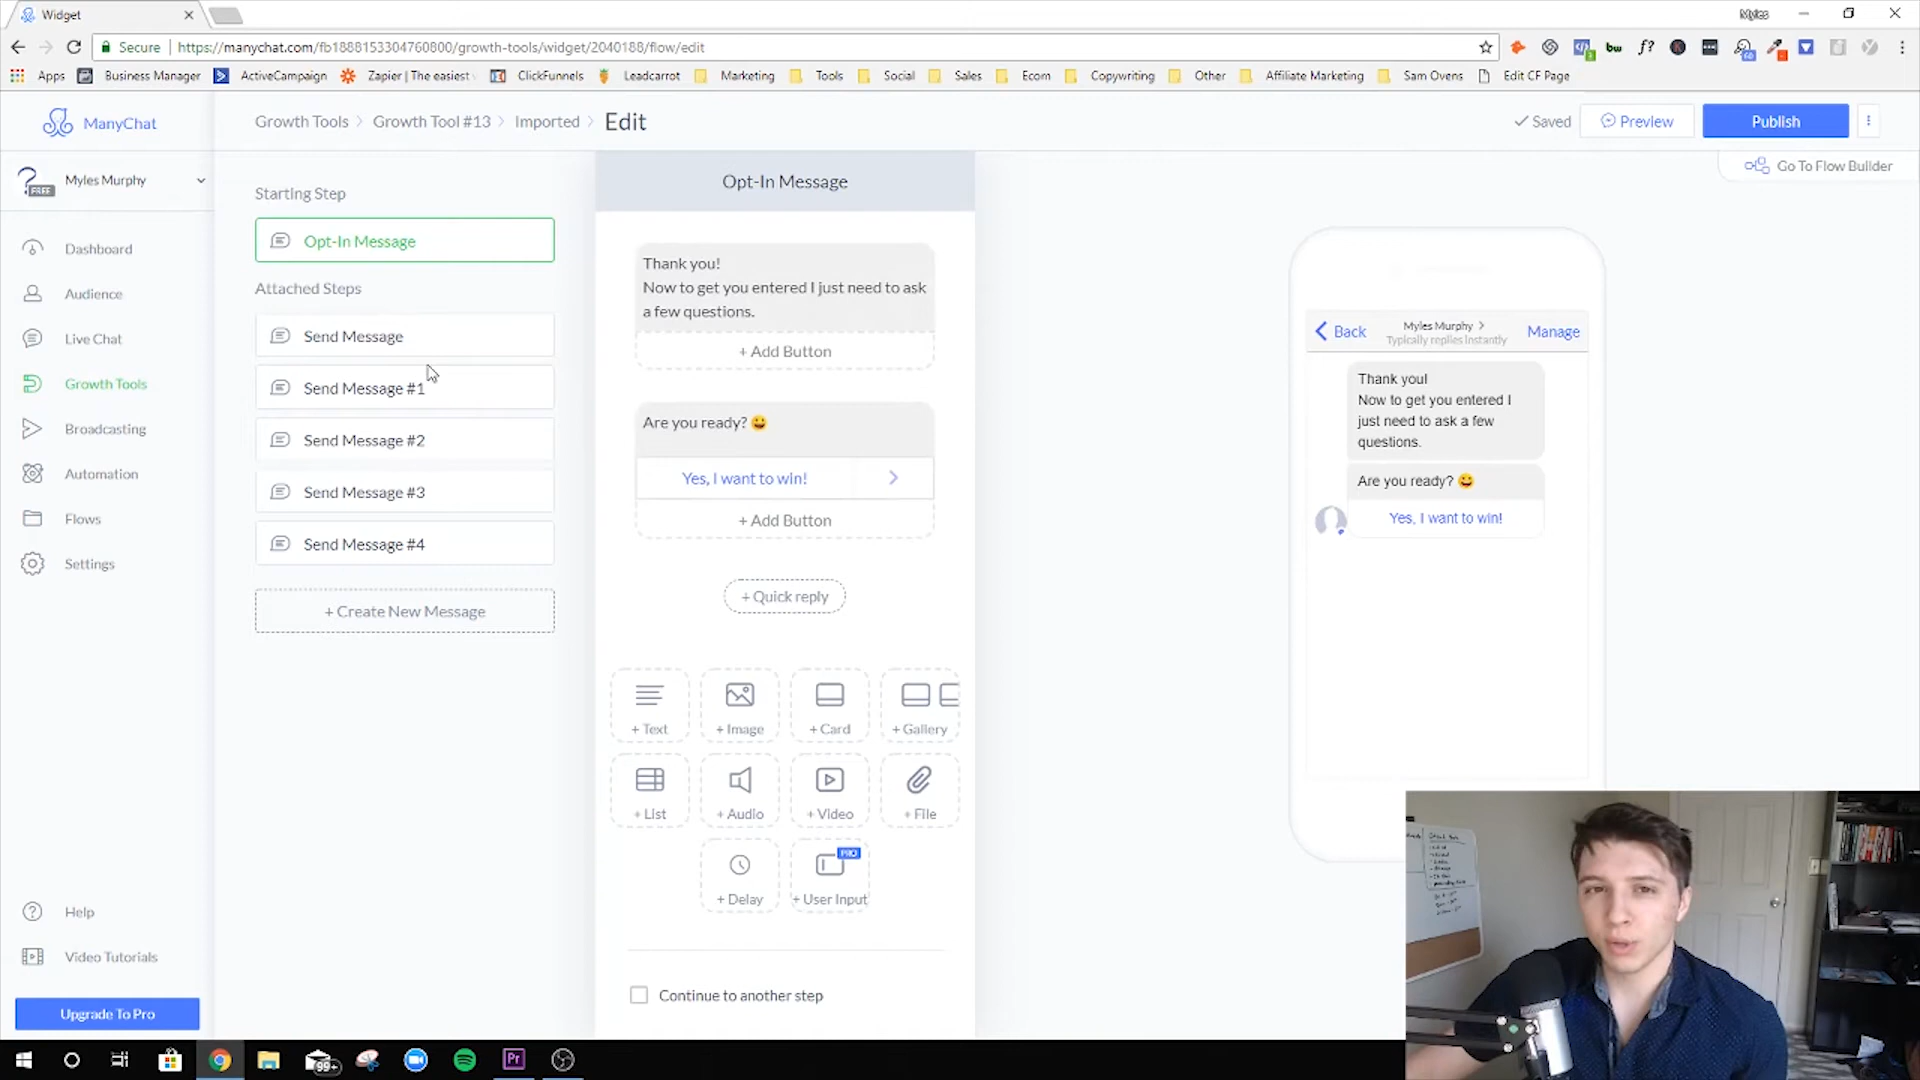 Widget
Myles
Secure
https://manychat.com/fb1888153304760800/growth-tools/widget/2040188/flow/edit
Apps
Business Manager
ActiveCampaign
Zapier | The easiest
ClickFunnels
Leadcarrot
Marketing
Tools
Social
Sales
Ecom
Copywriting
Other
Affiliate Marketing
Sam Ovens
Edit CF Page
ManyChat
Growth Tools > Growth Tool #13 > Imported > Edit
Saved
Preview
Publish
Go To Flow Builder
FREE
Myles Murphy
Dashboard
Audience
Live Chat
Growth Tools
Broadcasting
Automation
Flows
Settings
Help
Video Tutorials
Upgrade To Pro
Starting Step
Opt-In Message
Attached Steps
Send Message
Send Message #1
Send Message #2
Send Message #3
Send Message #4
+ Create New Message
Opt-In Message
Thank you!
Now to get you entered I just need to ask
a few questions.
+ Add Button
Are you ready? 😀
Yes, I want to win!
+ Add Button
+ Quick reply
+ Text
+ Image
+ Card
+ Gallery
+ List
+ Audio
+ Video
+ File
+ Delay
PRO
+ User Input
Continue to another step
Back
Myles Murphy >
Typically replies instantly
Manage
Thank you!
Now to get you entered I
just need to ask a few
questions.
Are you ready? 😀
Yes, I want to win!
99+
Pr